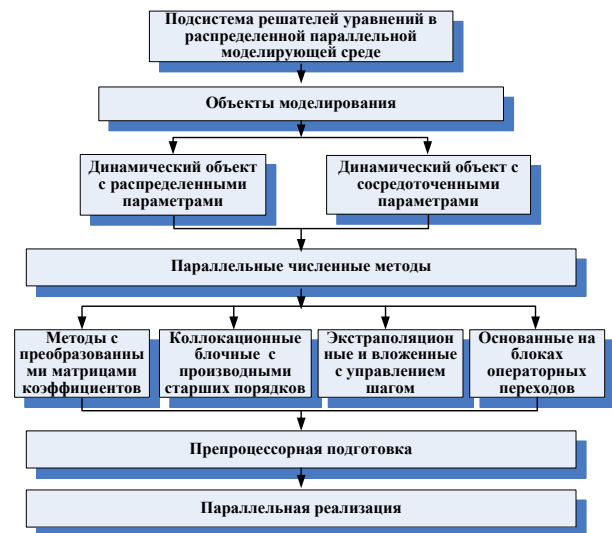 Подсистема решателей уравнений в
распределенной параллельной
моделирующей среде
Объекты моделирования
Динамический объект
с распределенными
параметрами
Динамический объект с
сосредоточенными
параметрами
Параллельные численные методы
Методы с
преобразованны
ми матрицами
коэффициентов
Коллокационные
блочные с
производными
старших порядков
Экстраполяцион
ные и вложенные
с управлением
шагом
Основанные на
блоках
операторных
переходов
Препроцессорная подготовка
Параллельная реализация